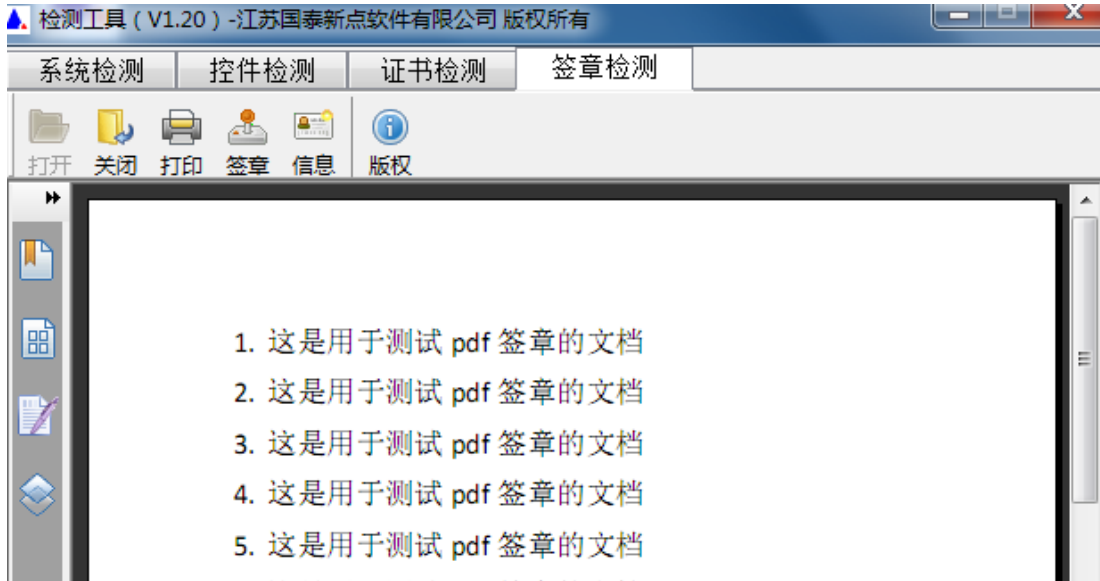 检测工具（V1.20）-江苏国泰新点软件有限公司 版权所有
系统检测 控件检测 证书检测 签章检测
打开 关闭 打印 签章 信息 版权
1. 这是用于测试 pdf 签章的文档
2. 这是用于测试 pdf 签章的文档
3. 这是用于测试 pdf 签章的文档
4. 这是用于测试 pdf 签章的文档
5. 这是用于测试 pdf 签章的文档